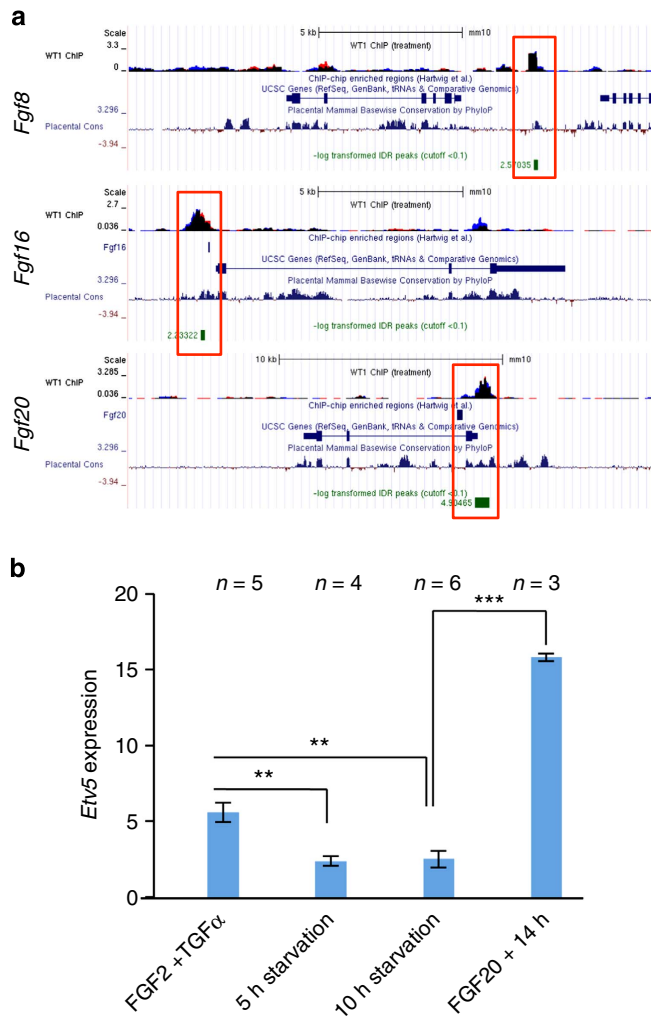 a
Fgf8
Scale
5 kb
mm10
3.3
WT1 ChIP
WT1 ChIP (treatment)
0
ChIP-chip enriched regions (Hartwig et al.)
UCSC Genes (RefSeq, GenBank, tRNAs & Comparative Genomics)
3.296
Placental Mammal Basewise Conservation by PhyloP
Placental Cons
-3.94
-log transformed IDR peaks (cutoff <0.1)
2.57035
Fgf16
Scale
5 kb
mm10
2.7
WT1 ChIP
WT1 ChIP (treatment)
0.036
ChIP-chip enriched regions (Hartwig et al.)
Fgf16
UCSC Genes (RefSeq, GenBank, tRNAs & Comparative Genomics)
3.296
Placental Mammal Basewise Conservation by PhyloP
Placental Cons
-3.94
-log transformed IDR peaks (cutoff <0.1)
2.23322
Fgf20
Scale
10 kb
mm10
3.285
WT1 ChIP
WT1 ChIP (treatment)
0.036
ChIP-chip enriched regions (Hartwig et al.)
Fgf20
UCSC Genes (RefSeq, GenBank, tRNAs & Comparative Genomics)
3.296
Placental Mammal Basewise Conservation by PhyloP
Placental Cons
-3.94
-log transformed IDR peaks (cutoff <0.1)
4.90465
b
n = 5 n = 4 n = 6 n = 3
20
15
10
5
0
Etv5 expression
***
**
**
FGF2 +TGFα
5 h starvation
10 h starvation
FGF20 + 14 h